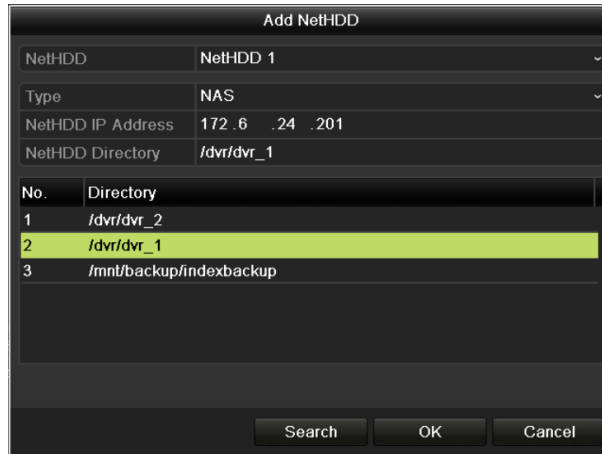 Add NetHDD
NetHDD NetHDD 1
Type NAS
NetHDD IP Address 172 .6 .24 .201
NetHDD Directory /dvr/dvr_1
No. Directory
1 /dvr/dvr_2
2 /dvr/dvr_1
3 /mnt/backup/indexbackup
Search OK Cancel